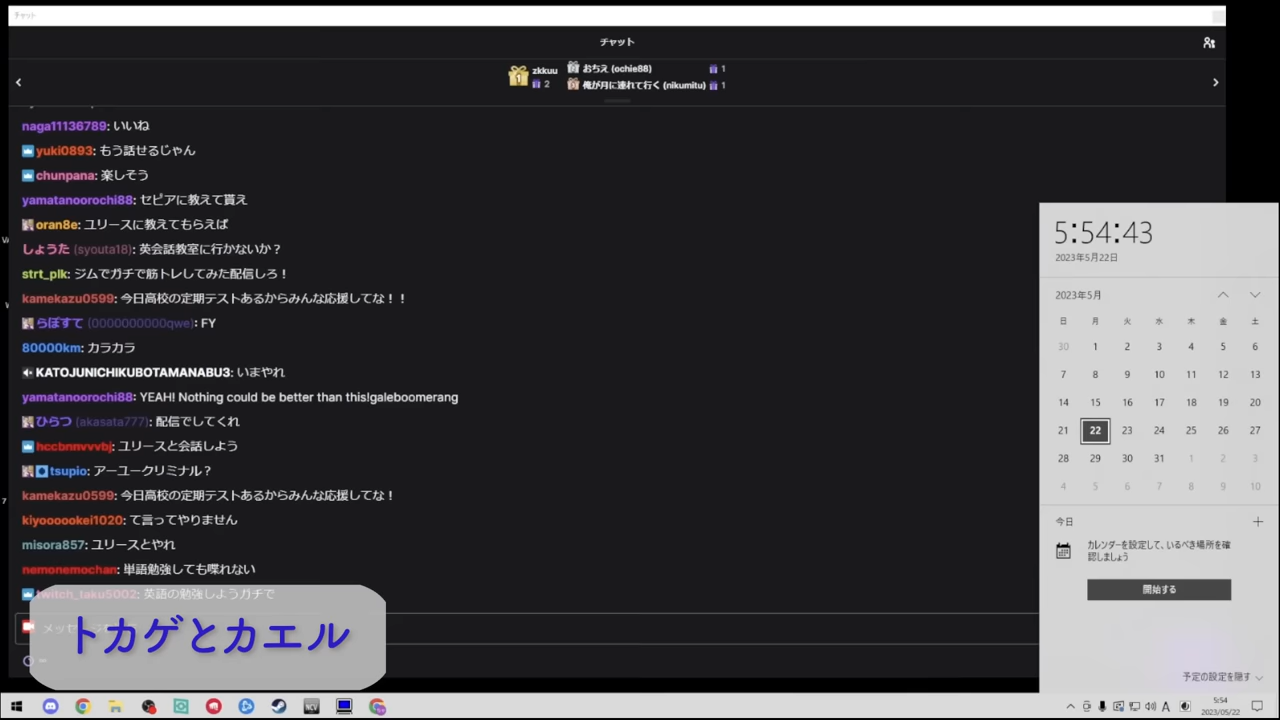 チャット
チャット
zkkuu
2
おちえ (ochie88) 1
俺が月に連れて行く (nikumitu) 1
naga11136789: いいね
yuki0893: もう話せるじゃん
chunpana: 楽しそう
yamatanoorochi88: セピアに教えて貰え
oran8e: ユリースに教えてもらえば
しょうた (syouta18): 英会話教室に行かないか？
strt_plk: ジムでガチで筋トレしてみた配信しろ！
kamekazu0599: 今日高校の定期テストあるからみんな応援してな！！
らぼすて (0000000000qwe): FY
80000km: カラカラ
KATOJUNICHIKUBOTAMANABU3: いまやれ
yamatanoorochi88: YEAH! Nothing could be better than this!galeboomerang
ひらつ (akasata777): 配信でしてくれ
hccbnnvvvbj: ユリースと会話しよう
tsupio: アーユークリミナル？
kamekazu0599: 今日高校の定期テストあるからみんな応援してな！
kiyoooookei1020: て言ってやりません
misora857: ユリースとやれ
nemonemochan: 単語勉強しても喋れない
twitch_taku5002: 英語の勉強しようガチで
トカゲとカエル
5:54:43
2023年5月22日
2023年5月
日 月 火 水 木 金 土
30 1 2 3 4 5 6
7 8 9 10 11 12 13
14 15 16 17 18 19 20
21 22 23 24 25 26 27
28 29 30 31 1 2 3
4 5 6 7 8 9 10
今日
カレンダーを設定して、いるべき場所を確
認しましょう
開始する
予定の設定を隠す
NCV
A
5:54
2023/05/22